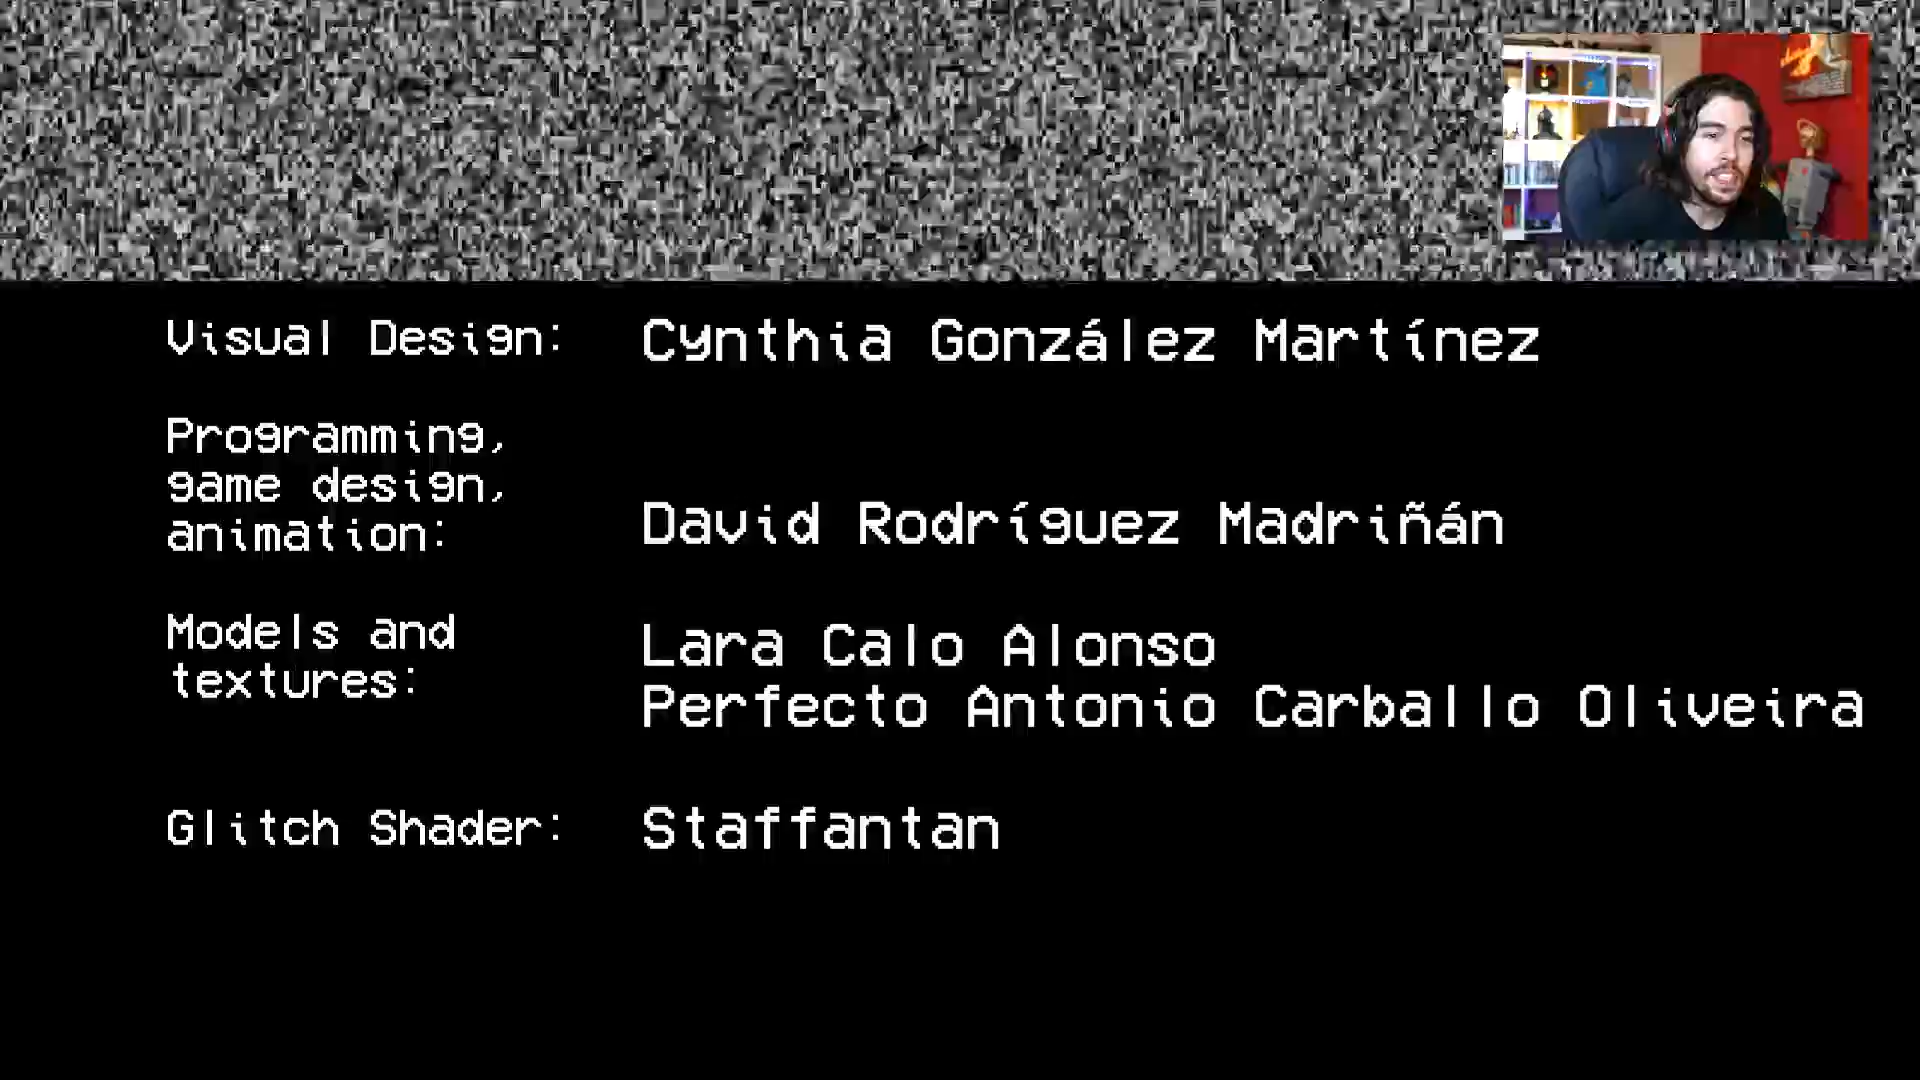 Visual Design: Cynthia González Martínez
Programming,
game design,
animation: David Rodríguez Madriñán
Models and
textures:
Lara Calo Alonso
Perfecto Antonio Carballo Oliveira
Glitch Shader: Staffantan